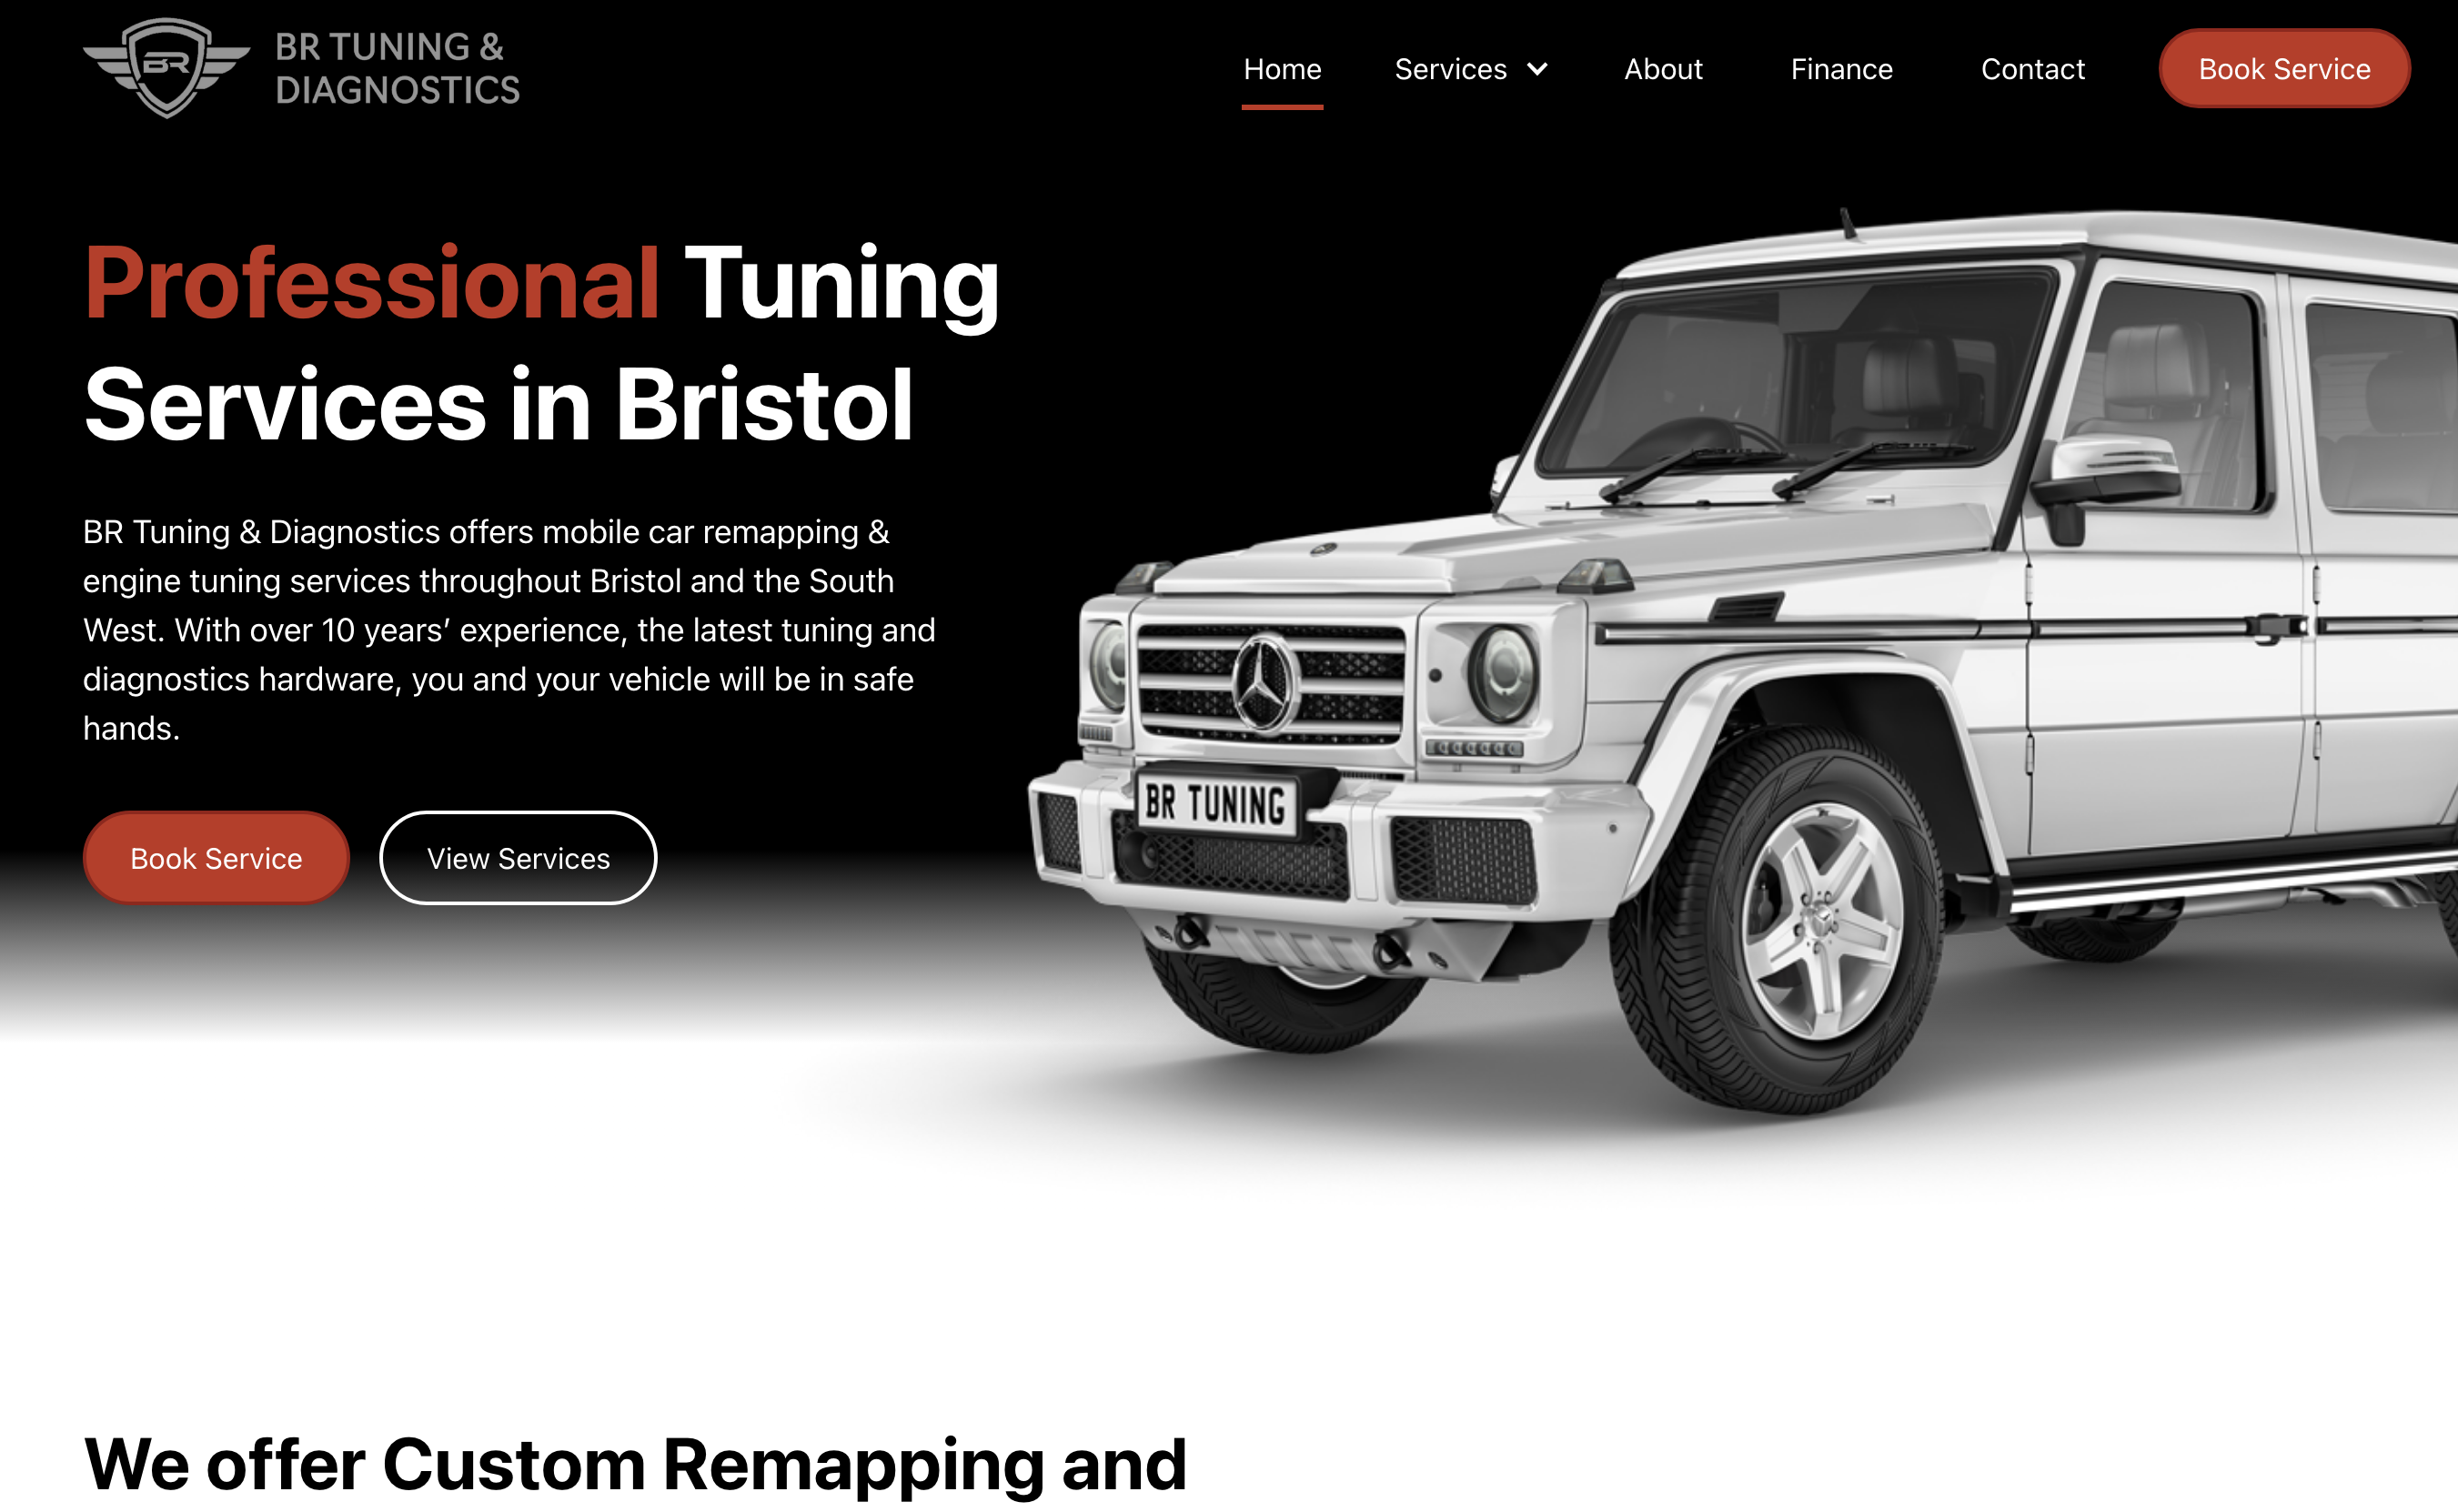 BR
BR TUNING &
DIAGNOSTICS
Home
Services
About
Finance
Contact
Book Service
Professional Tuning
Services in Bristol
BR Tuning & Diagnostics offers mobile car remapping &
engine tuning services throughout Bristol and the South
West. With over 10 years’ experience, the latest tuning and
diagnostics hardware, you and your vehicle will be in safe
hands.
Book Service
View Services
BR TUNING
We offer Custom Remapping and